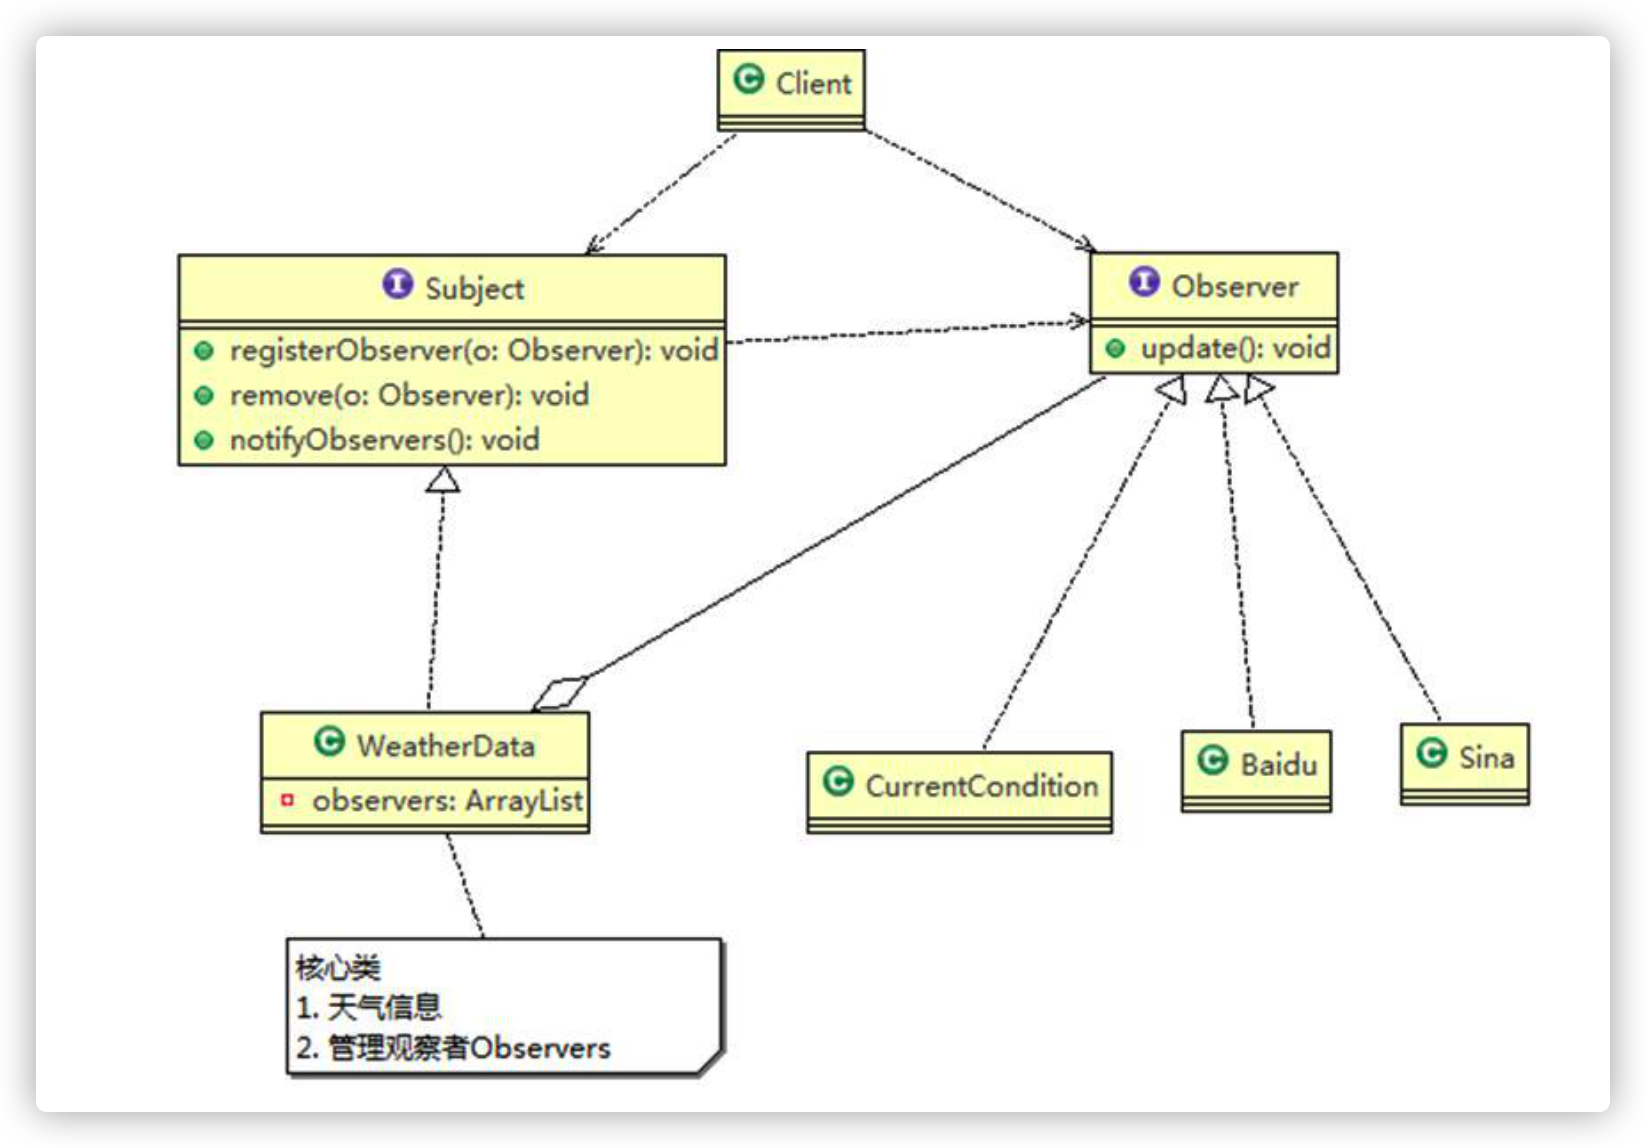 C Client
I Subject
registerObserver(o: Observer): void
remove(o: Observer): void
notifyObservers(): void
I Observer
update(): void
C WeatherData
observers: ArrayList
C CurrentCondition
C Baidu
C Sina
核心类
1. 天气信息
2. 管理观察者Observers